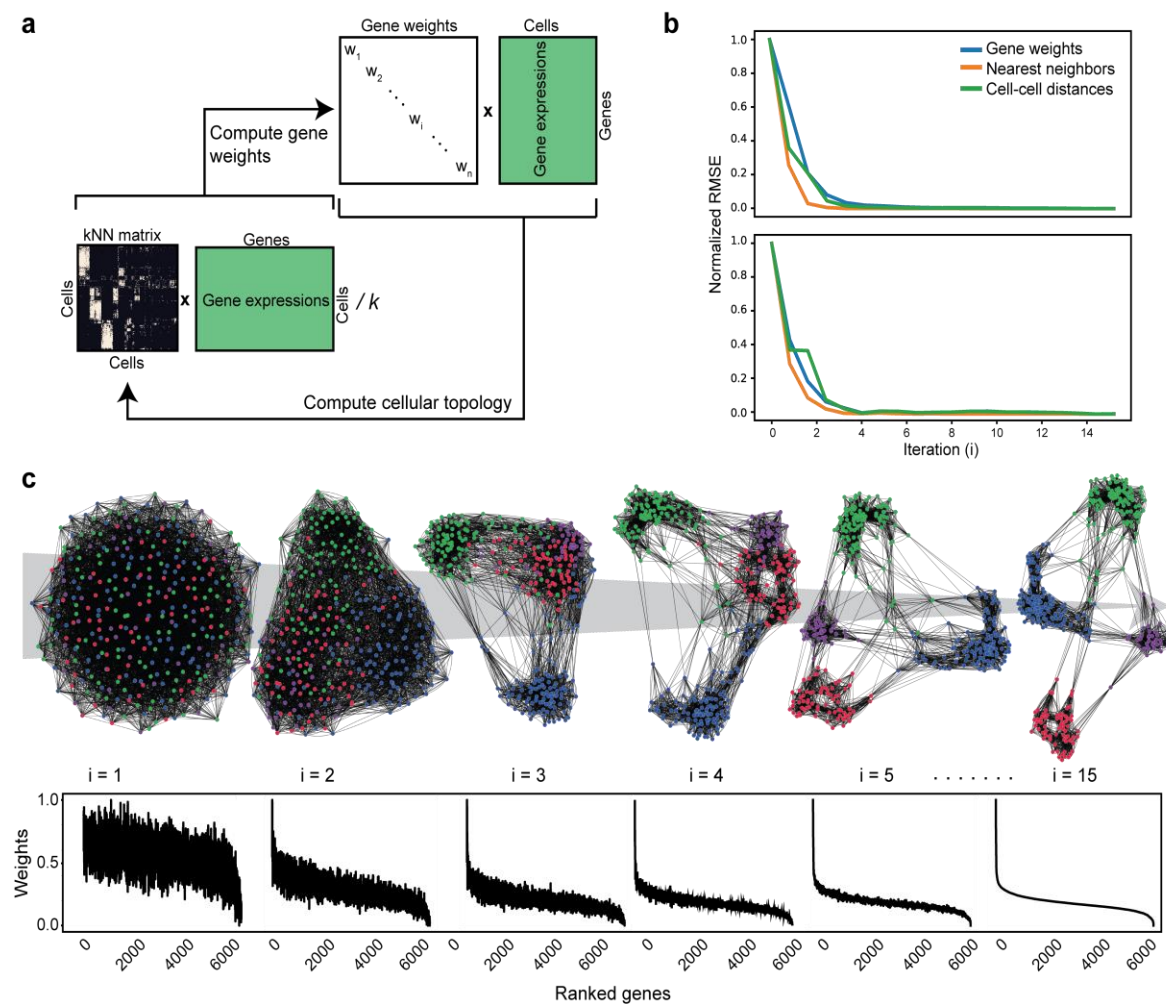 a
Gene weights
Cells
w1
w2
wi
wn
x
Gene expressions
Genes
Compute gene
weights
kNN matrix
Genes
Cells
x
Gene expressions
Cells
/ k
Cells
Compute cellular topology
b
1.0
0.8
0.6
0.4
0.2
0.0
Gene weights
Nearest neighbors
Cell-cell distances
Normalized RMSE
1.0
0.8
0.6
0.4
0.2
0.0
0 2 4 6 8 10 12 14
Iteration (i)
c
i = 1 i = 2 i = 3 i = 4 i = 5 . . . . . . . i = 15
Weights
1.0
0.5
0.0
0 2000 4000 6000 0 2000 4000 6000 0 2000 4000 6000 0 2000 4000 6000 0 2000 4000 6000 0 2000 4000 6000
Ranked genes